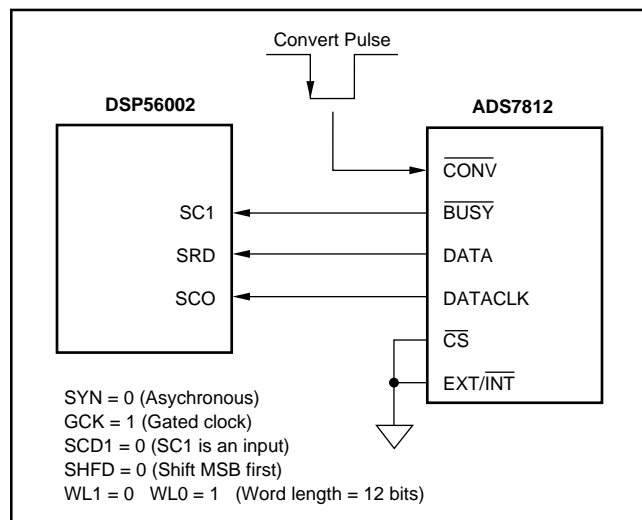 Convert Pulse
DSP56002
ADS7812
CONV
SC1
BUSY
SRD
DATA
SCO
DATACLK
CS
EXT/INT
SYN = 0 (Asychronous)
GCK = 1 (Gated clock)
SCD1 = 0 (SC1 is an input)
SHFD = 0 (Shift MSB first)
WL1 = 0 WL0 = 1 (Word length = 12 bits)